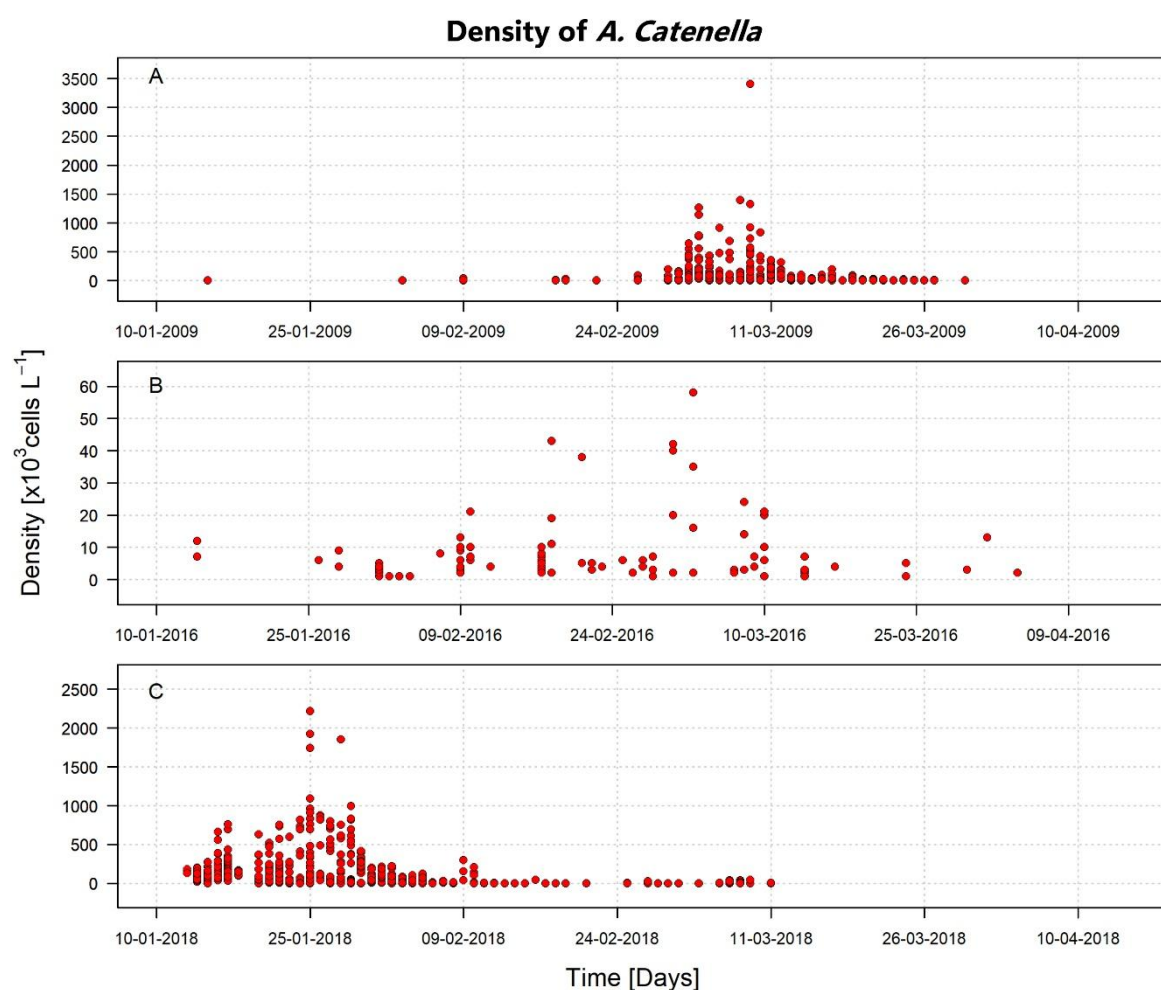 Density of A. Catenella
A
3500
3000
2500
2000
1500
1000
500
0
10-01-2009 25-01-2009 09-02-2009 24-02-2009 11-03-2009 26-03-2009 10-04-2009
Density [x10³cells L⁻¹]
B
60
50
40
30
20
10
0
10-01-2016 25-01-2016 09-02-2016 24-02-2016 10-03-2016 25-03-2016 09-04-2016
C
2500
2000
1500
1000
500
0
10-01-2018 25-01-2018 09-02-2018 24-02-2018 11-03-2018 26-03-2018 10-04-2018
Time [Days]